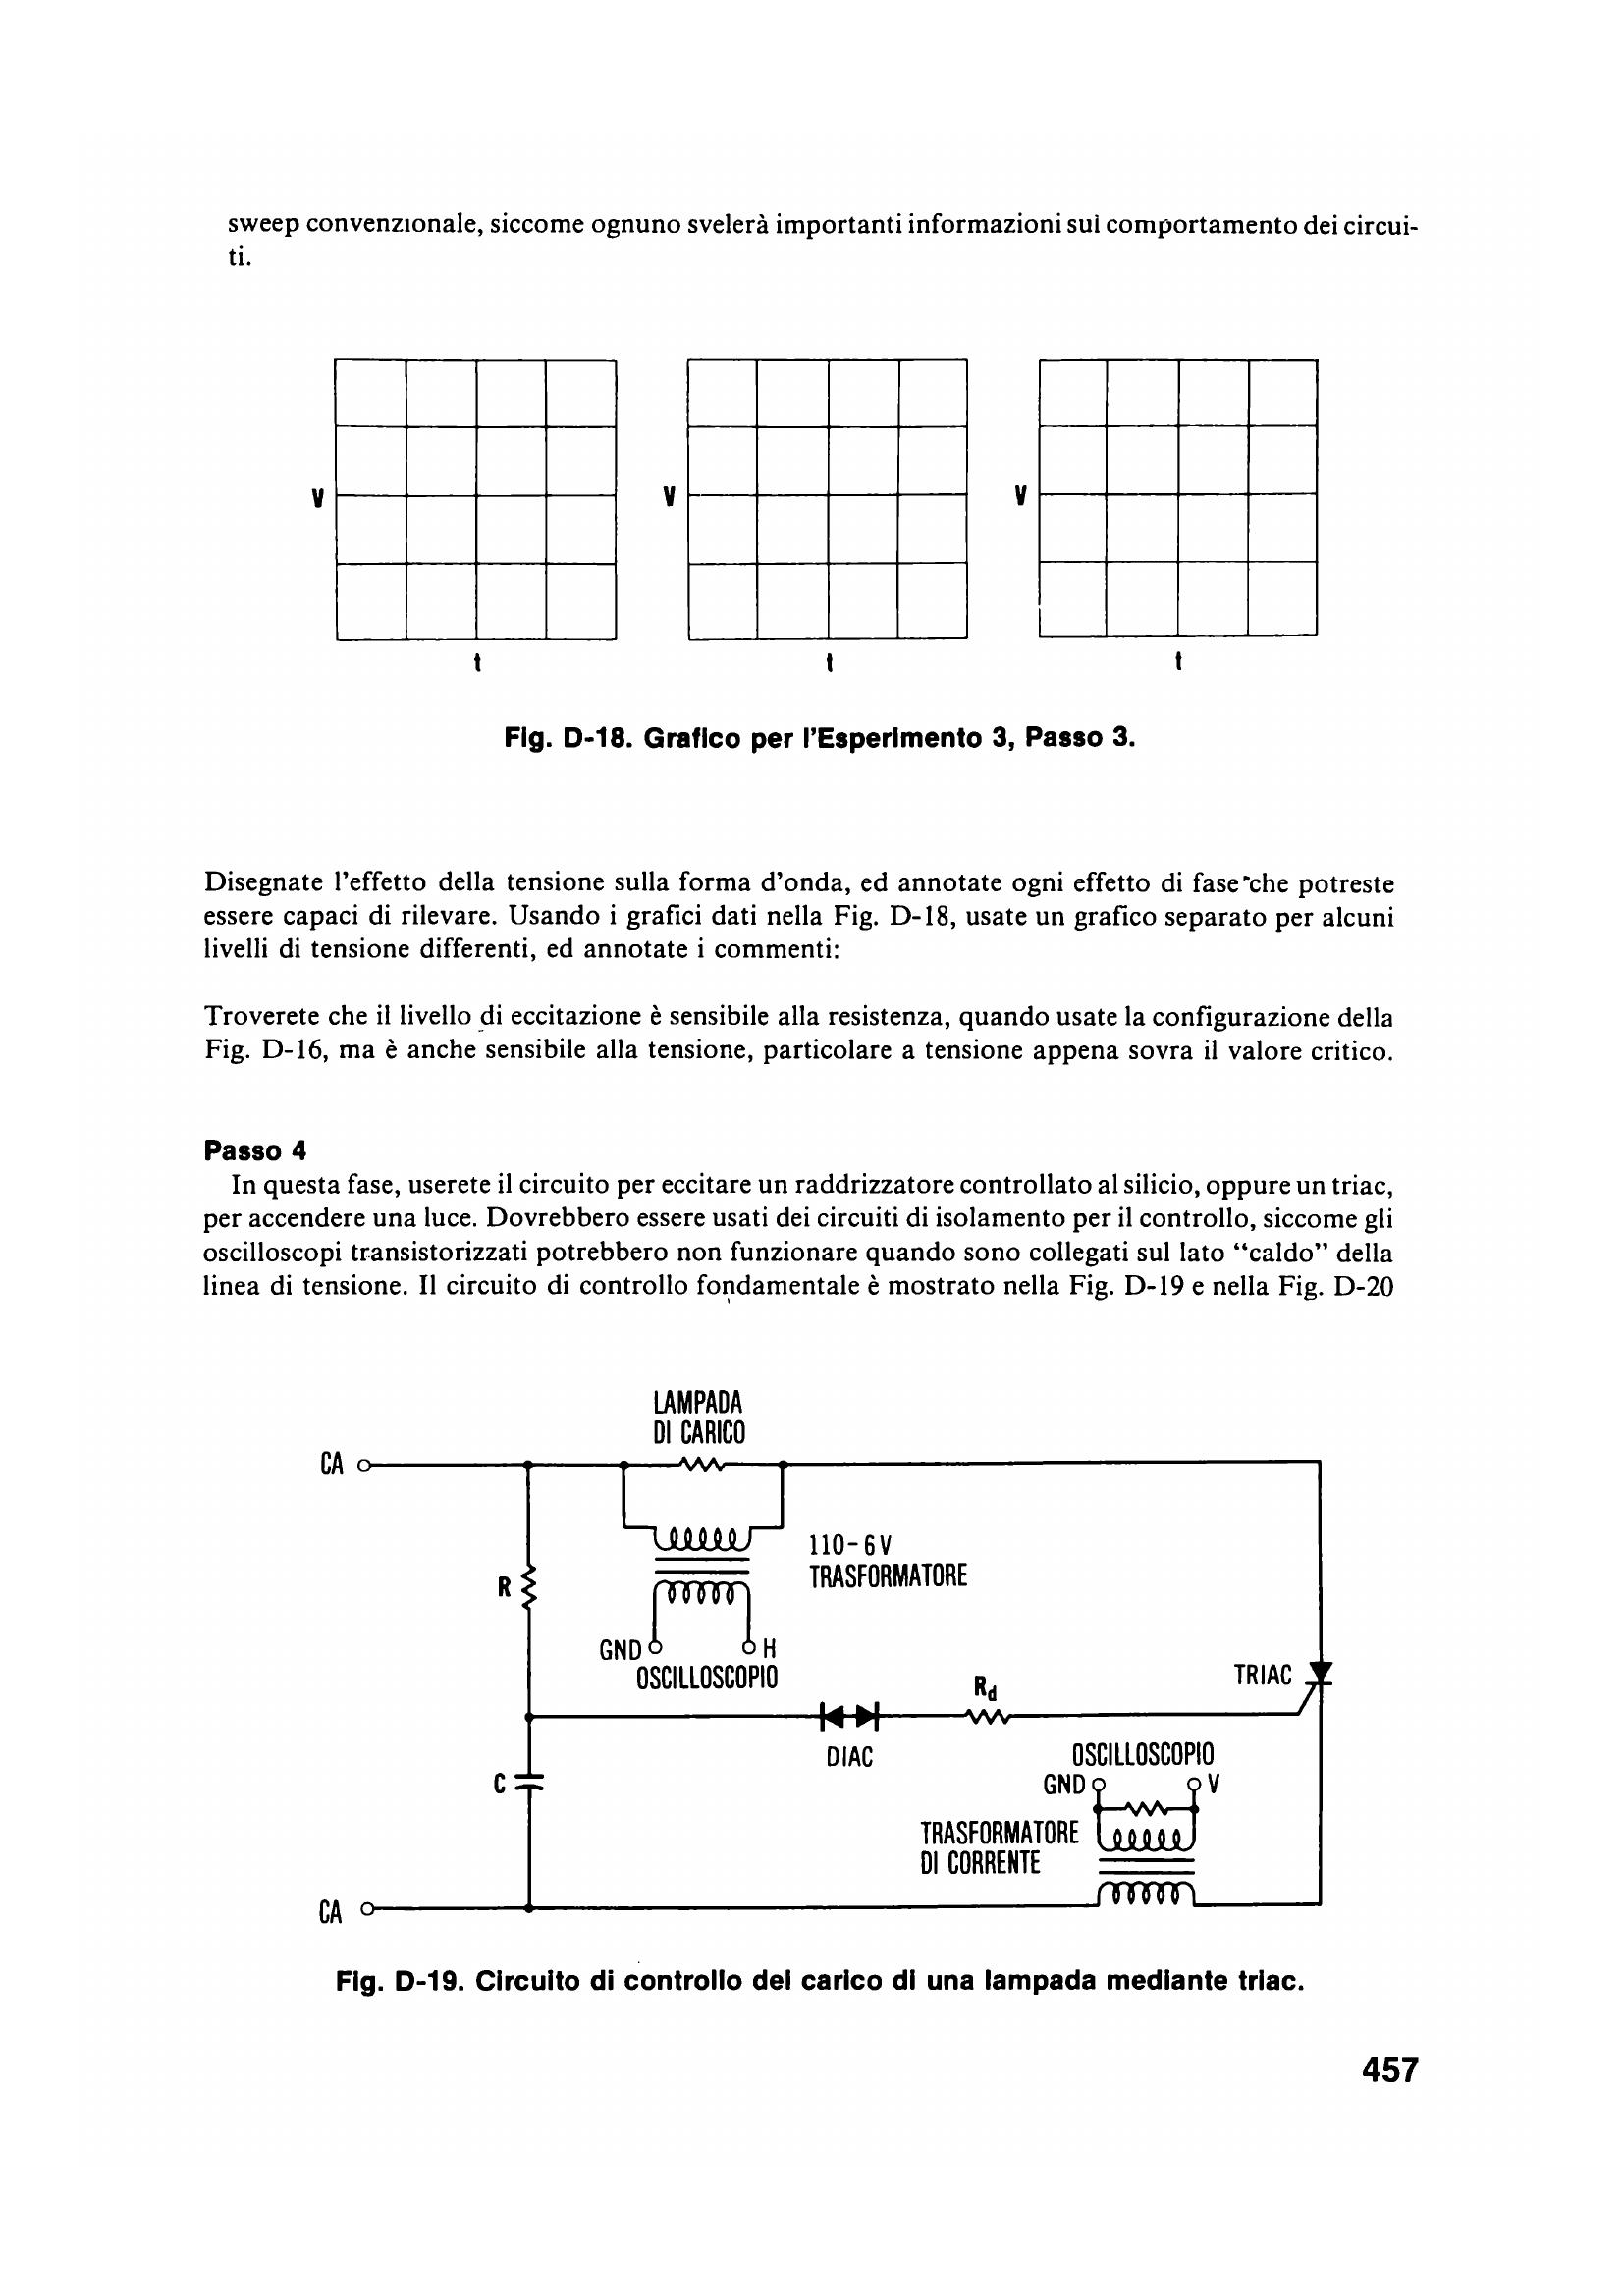 sweep convenzionale, siccome ognuno svelerà importanti informazioni sul comportamento dei circui-
ti.
V
V
V
t
t
t
Fig. D-18. Grafico per l'Esperimento 3, Passo 3.
Disegnate l'effetto della tensione sulla forma d'onda, ed annotate ogni effetto di fase che potreste
essere capaci di rilevare. Usando i grafici dati nella Fig. D-18, usate un grafico separato per alcuni
livelli di tensione differenti, ed annotate i commenti:
Troverete che il livello di eccitazione è sensibile alla resistenza, quando usate la configurazione della
Fig. D-16, ma è anche sensibile alla tensione, particolare a tensione appena sovra il valore critico.
Passo 4
In questa fase, userete il circuito per eccitare un raddrizzatore controllato al silicio, oppure un triac,
per accendere una luce. Dovrebbero essere usati dei circuiti di isolamento per il controllo, siccome gli
oscilloscopi transistorizzati potrebbero non funzionare quando sono collegati sul lato “caldo” della
linea di tensione. Il circuito di controllo fondamentale è mostrato nella Fig. D-19 e nella Fig. D-20
LAMPADA
DI CARICO
CA
110-6V
TRASFORMATORE
R
GND
H
OSCILLOSCOPIO
Rd
TRIAC
DIAC
OSCILLOSCOPIO
GND
V
C
TRASFORMATORE
DI CORRENTE
CA
Fig. D-19. Circuito di controllo del carico di una lampada mediante triac.
457